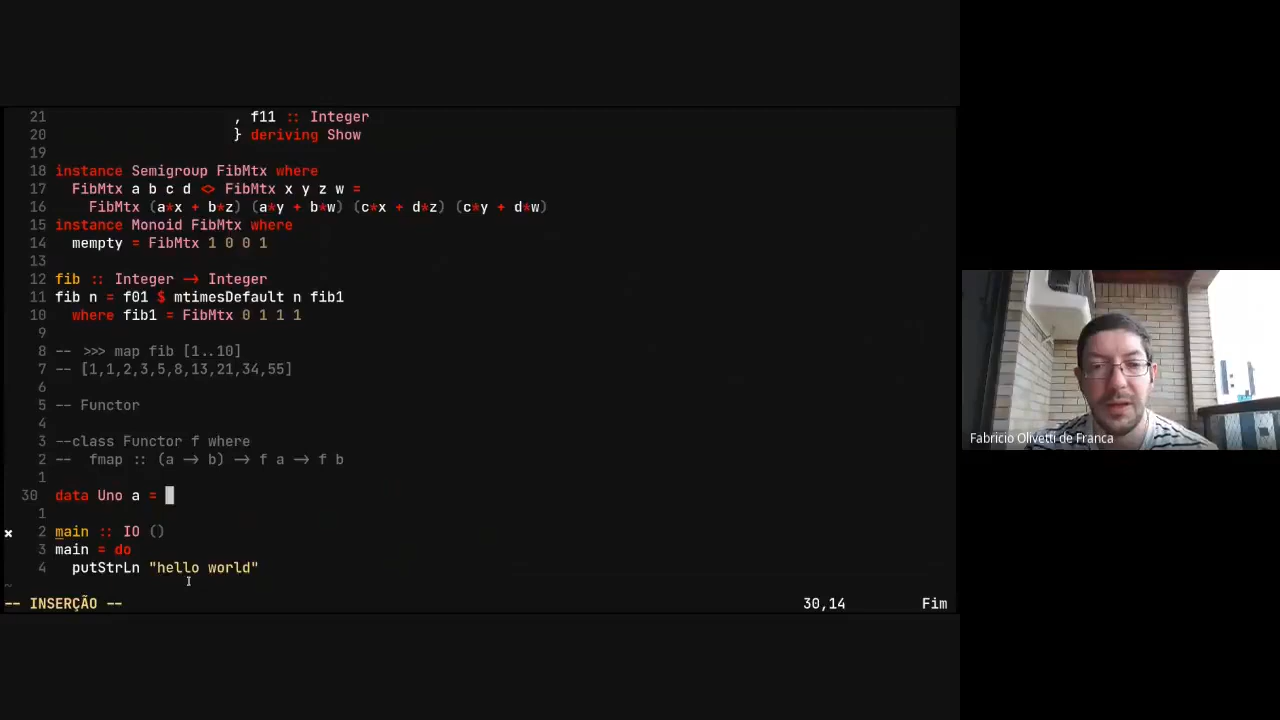 21 , f11 :: Integer
20 } deriving Show
19
18 instance Semigroup FibMtx where
17 FibMtx a b c d <> FibMtx x y z w =
16 FibMtx (a*x + b*z) (a*y + b*w) (c*x + d*z) (c*y + d*w)
15 instance Monoid FibMtx where
14 mempty = FibMtx 1 0 0 1
13
12 fib :: Integer → Integer
11 fib n = f01 $ mtimesDefault n fib1
10 where fib1 = FibMtx 0 1 1 1
9
8 -- >>> map fib [1..10]
7 -- [1,1,2,3,5,8,13,21,34,55]
6
5 -- Functor
4
3 --class Functor f where
2 -- fmap :: (a → b) → f a → f b
1
30 data Uno a =
1
× 2 main :: IO ()
3 main = do
4 putStrLn "hello world"
~
-- INSERÇÃO -- 30,14 Fim
Fabricio Olivetti de Franca